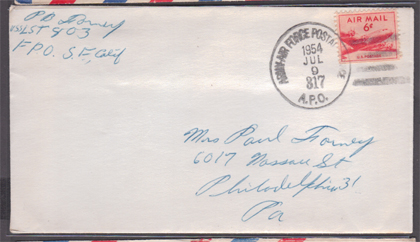 P D Forney
USS LST 803
F.P.O. S.F., Calif
ARMY-AIR FORCE POSTAL
1954
JUL
9
817
A.P.O.
AIR MAIL
6¢
Mrs Paul Forney
6017 Nassau St
Philadelphia 31
Pa